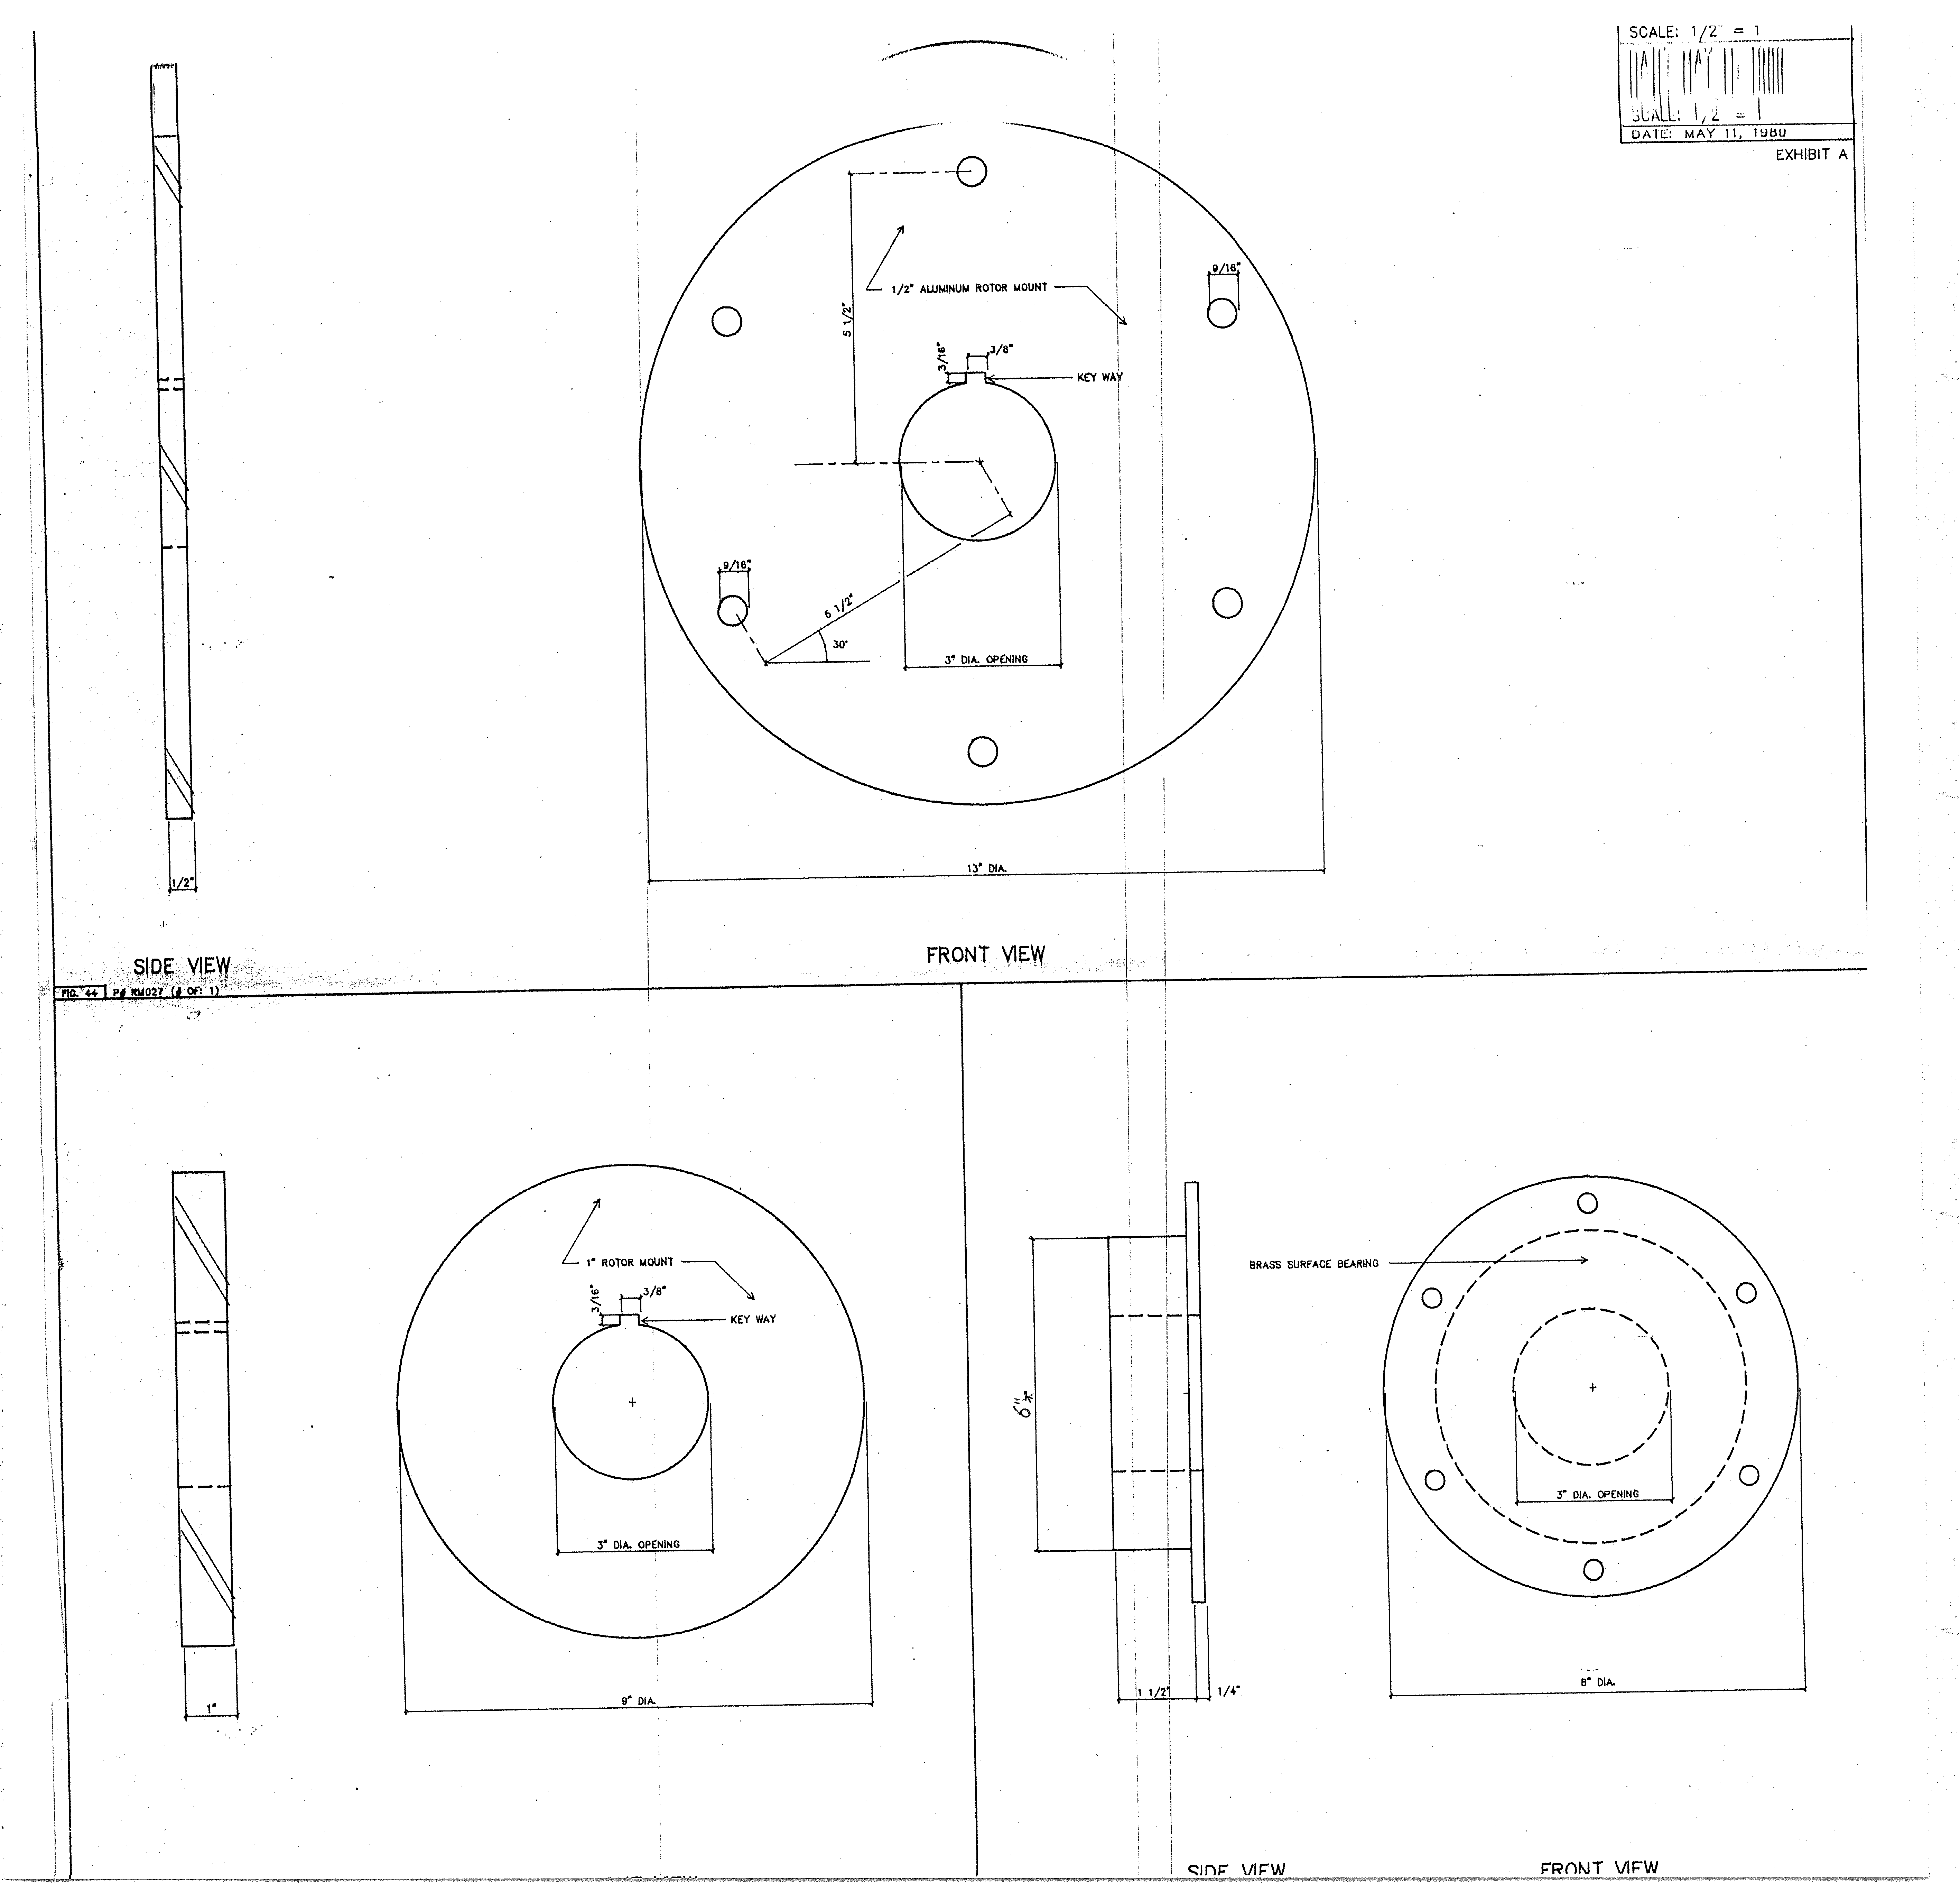 SCALE: 1/2" = 1
SCALE: 1/2 = 1
DATE: MAY 11, 1980
EXHIBIT A
9/16"
1/2" ALUMINUM ROTOR MOUNT
5 1/2"
3/16"
3/8"
KEY WAY
9/16"
30°
3" DIA. OPENING
13" DIA.
1/2"
SIDE VIEW
FRONT VIEW
FIG. 44 P# RM027 ( OF: 1)
1" ROTOR MOUNT
3/16"
3/8"
KEY WAY
3" DIA. OPENING
9" DIA.
1"
BRASS SURFACE BEARING
6"
3" DIA. OPENING
8" DIA.
1 1/2"
1/4"
SIDE VIEW
FRONT VIEW